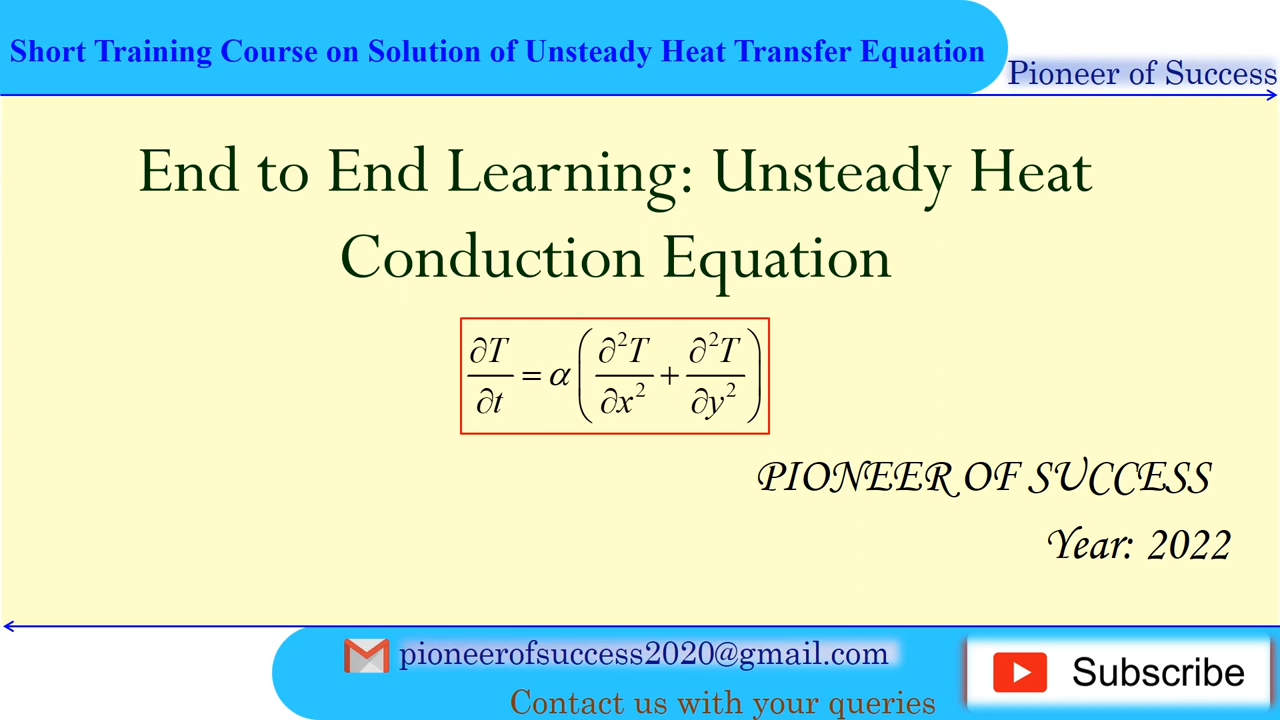 Short Training Course on Solution of Unsteady Heat Transfer Equation
Pioneer of Success
End to End Learning: Unsteady Heat
Conduction Equation
∂T/∂t = α(∂²T/∂x² + ∂²T/∂y²)
PIONEER OF SUCCESS
Year: 2022
pioneerofsuccess2020@gmail.com
Subscribe
Contact us with your queries